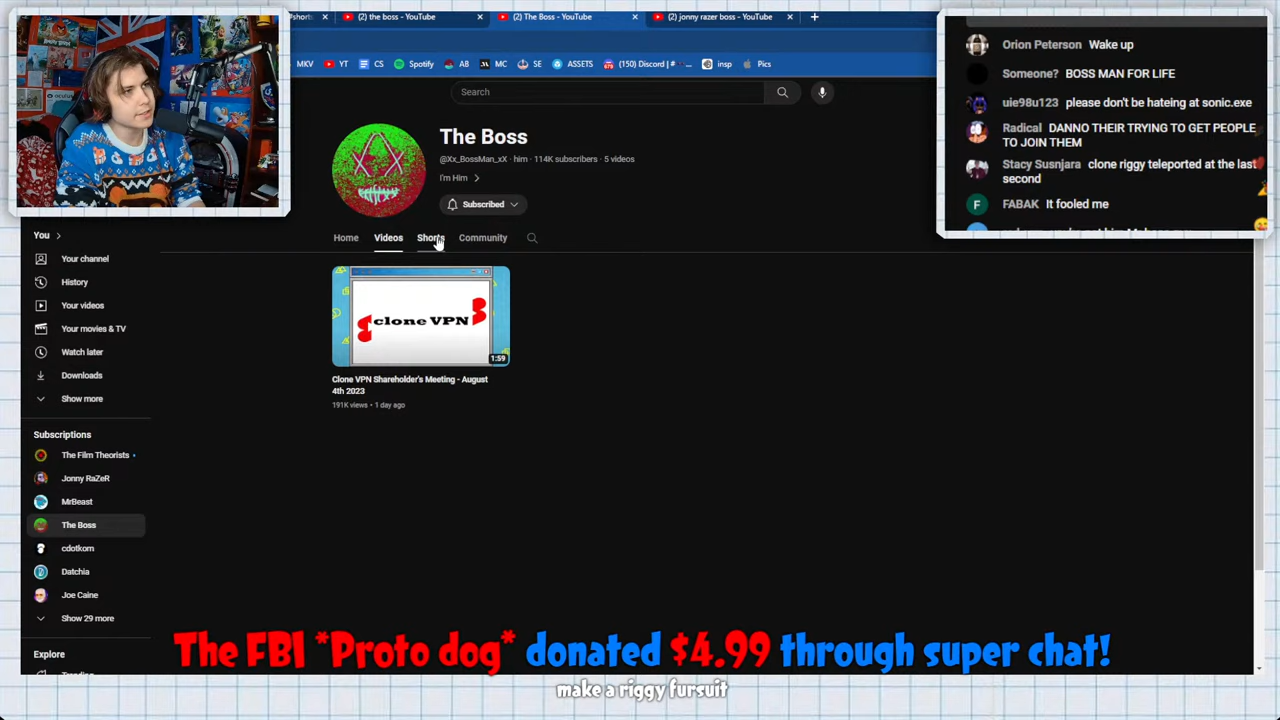 #shorts
(2) the boss - YouTube
(2) The Boss - YouTube
(2) jonny razer boss - YouTube
MKV
YT
CS
Spotify
AB
MC
SE
ASSETS
(150) Discord | #
insp
Pics
Search
The Boss
@Xx_BossMan_xX · him · 114K subscribers · 5 videos
I'm Him
Subscribed
Home
Videos
Shorts
Community
clone VPN
1:59
Clone VPN Shareholder's Meeting - August
4th 2023
191K views • 1 day ago
You
Your channel
History
Your videos
Your movies & TV
Watch later
Downloads
Show more
Subscriptions
The Film Theorists
Jonny RaZeR
MrBeast
The Boss
cdotkom
Datchia
Joe Caine
Show 29 more
Explore
Orion Peterson Wake up
Someone? BOSS MAN FOR LIFE
uie98u123 please don't be hateing at sonic.exe
Radical DANNO THEIR TRYING TO GET PEOPLE
TO JOIN THEM
Stacy Susnjara clone riggy teleported at the last
second
F FABAK It fooled me
The FBI *Proto dog* donated $4.99 through super chat!
make a riggy fursuit